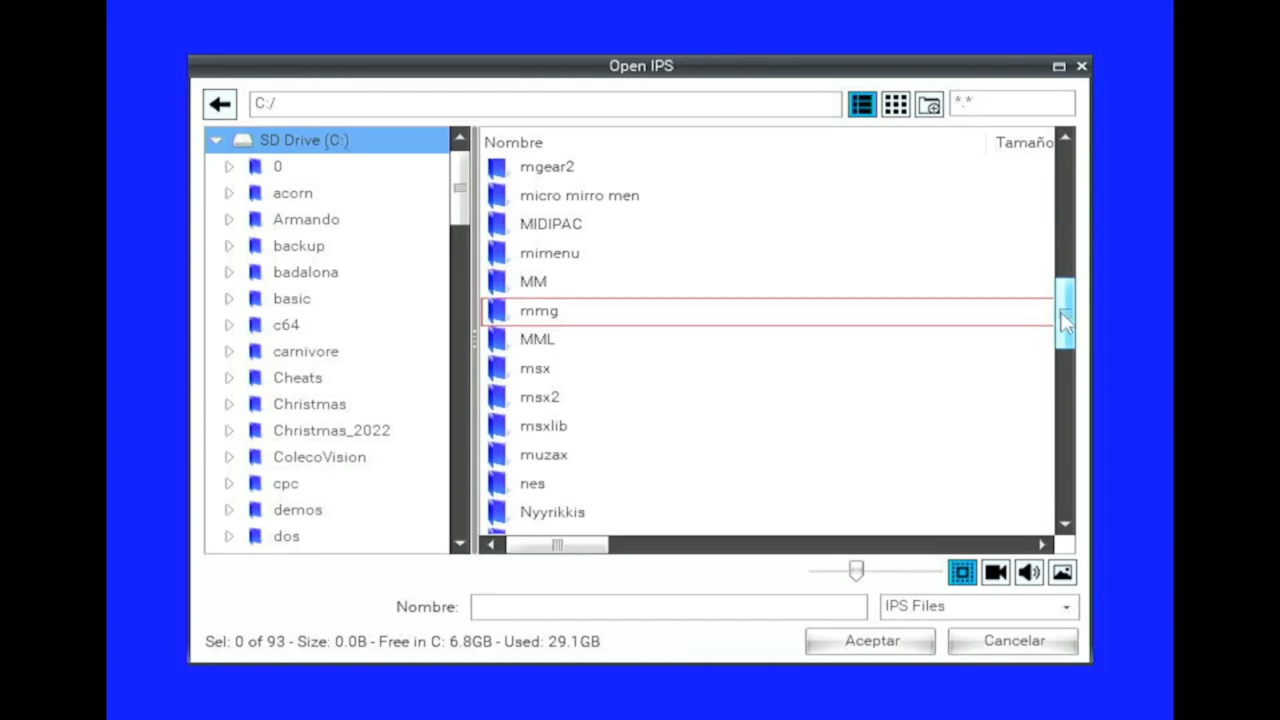 Open IPS
C:/
*.*
SD Drive (C:)
0
acorn
Armando
backup
badalona
basic
c64
carnivore
Cheats
Christmas
Christmas_2022
ColecoVision
cpc
demos
dos
Nombre
Tamaño
mgear2
micro mirro men
MIDIPAC
mimenu
MM
mmg
MML
msx
msx2
msxlib
muzax
nes
Nyyrikkis
Nombre:
IPS Files
Sel: 0 of 93 - Size: 0.0B - Free in C: 6.8GB - Used: 29.1GB
Aceptar
Cancelar